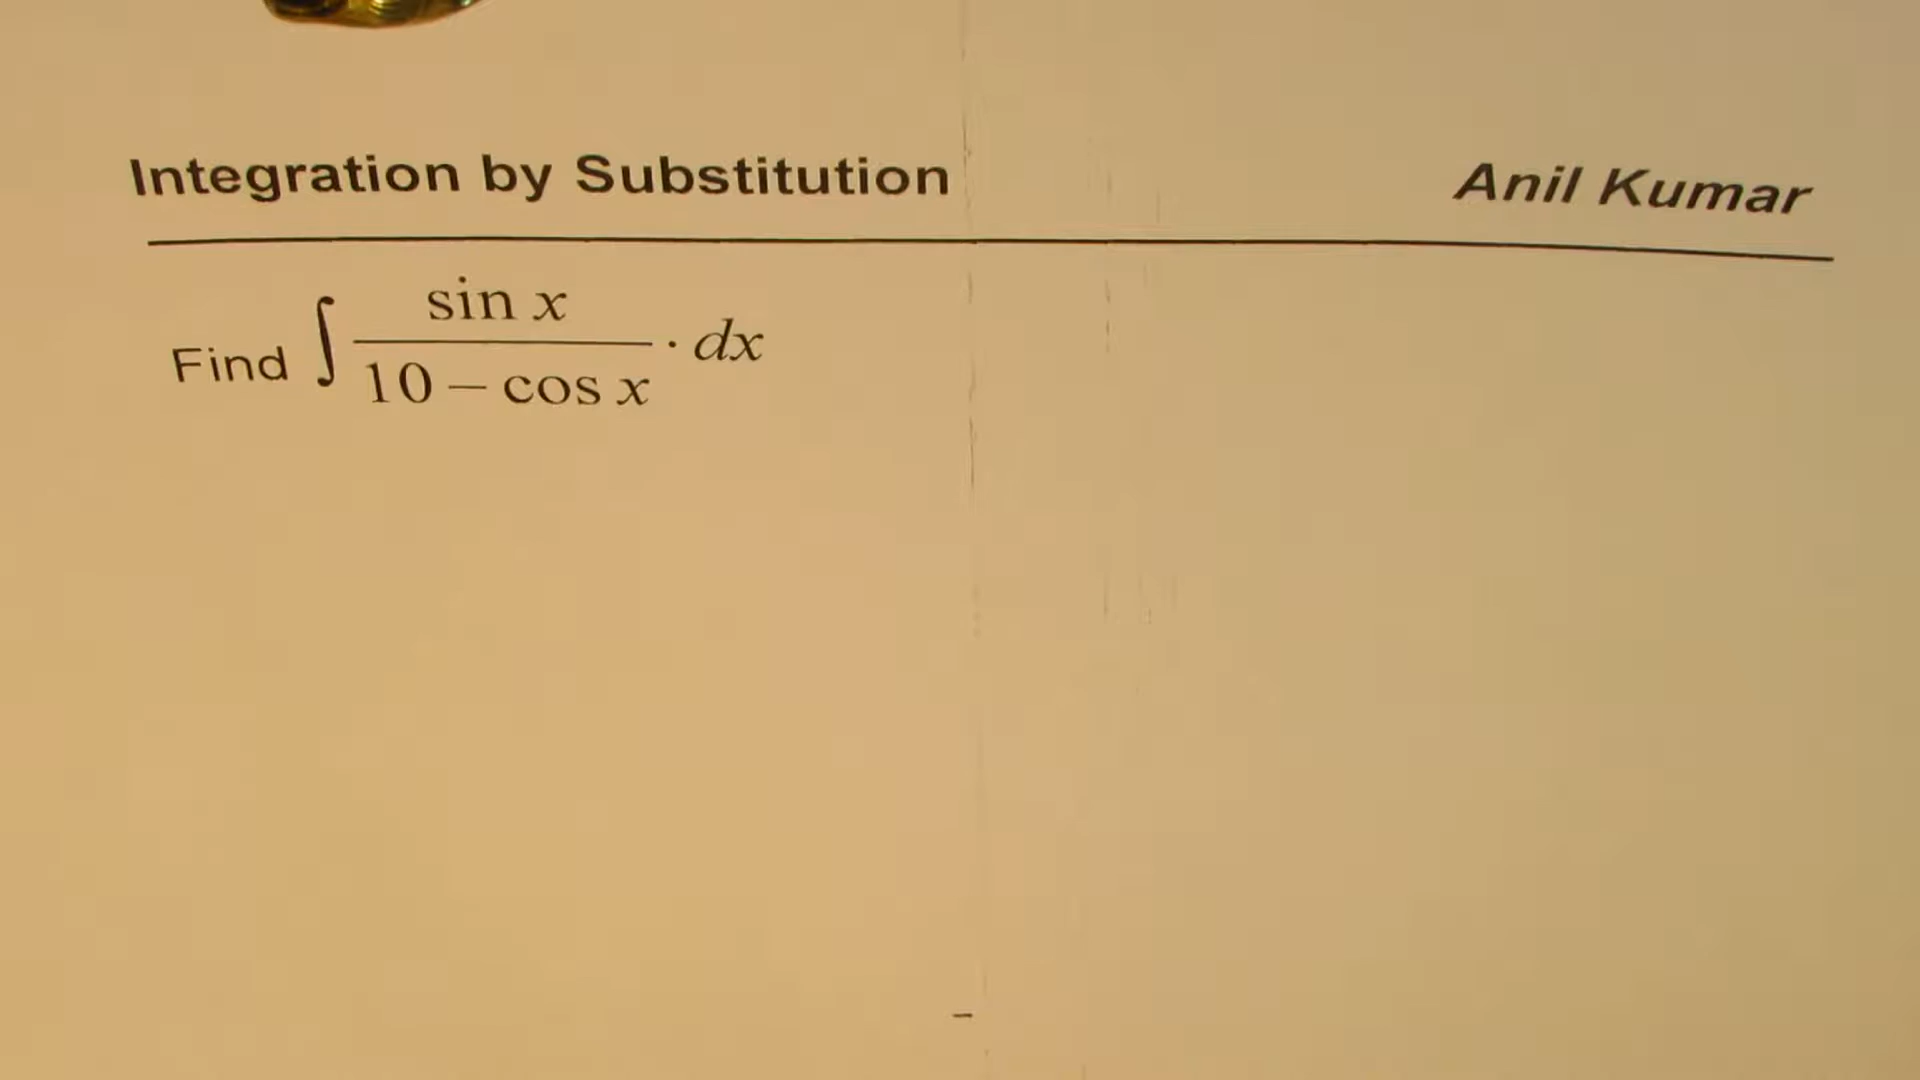 Integration by Substitution Anil Kumar
Find ∫ sin x / (10 − cos x) · dx